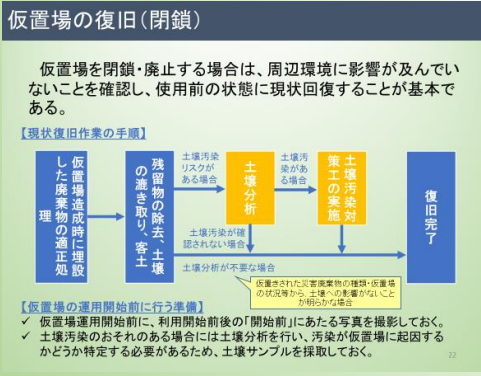 仮置場の復旧（閉鎖）
仮置場を閉鎖・廃止する場合は、周辺環境に影響が及んでい
ないことを確認し、使用前の状態に現状回復することが基本で
ある。
【現状復旧作業の手順】
仮置場造成時に埋設
した廃棄物の適正処
理
残留物の除去、土壌
の漉き取り、客土
土壌汚染
リスクが
ある場合
土壌分析
土壌汚
染があ
る場合
土壌汚染対
策工の実施
復旧完了
土壌汚染が確
認されない場合
土壌分析が不要な場合
仮置きされた災害廃棄物の種類・仮置場
の状況等から、土壌への影響がないこと
が明らかな場合
【仮置場の運用開始前に行う準備】
✓ 仮置場運用開始前に、利用開始前後の「開始前」にあたる写真を撮影しておく。
✓ 土壌汚染のおそれのある場合には土壌分析を行い、汚染が仮置場に起因する
かどうか特定する必要があるため、土壌サンプルを採取しておく。
22